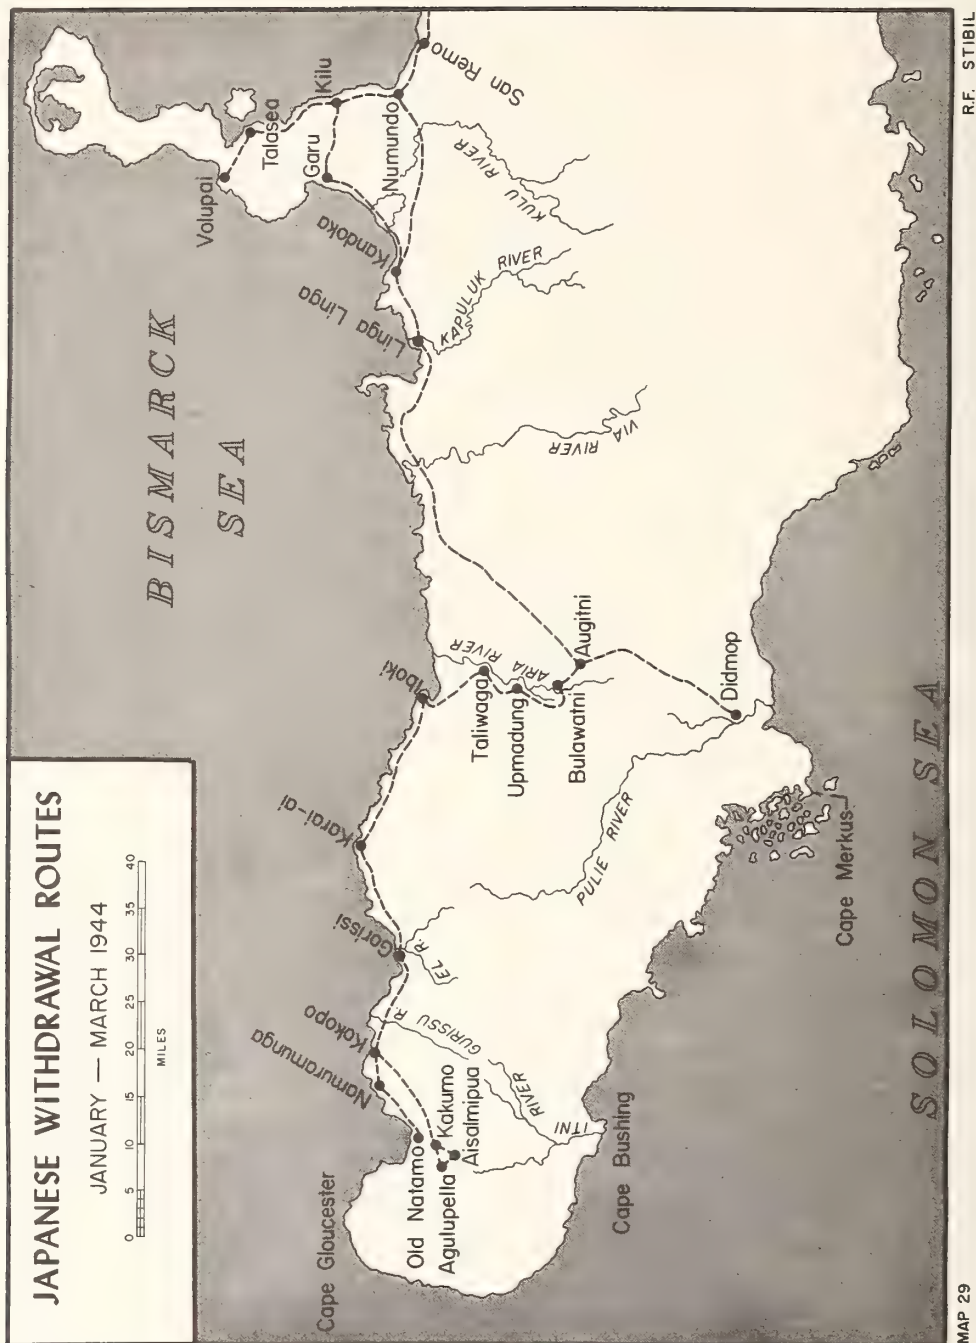 JAPANESE WITHDRAWAL ROUTES
JANUARY — MARCH 1944
0 5 10 15 20 25 30 35 40
MILES
BISMARCK
SEA
Volupai
Talasea
Kilu
Garu
Numundo
San Remo
Kandoka
Linga Linga
KULU
RIVER
KAPULUK RIVER
VIA
RIVER
Iboki
Taliwaga
ARIA RIVER
Upmadung
Bulawatni
Augitni
Didmop
Karai-ai
Gorissi
EL R.
PULIE RIVER
Kokopo
Namuramunga
GURISSU R.
Cape Gloucester
Old Natamo
Agulupella
Kakumo
Aisalmipua
ITNI
RIVER
Cape Bushing
Cape Merkus
SOLOMON SEA
MAP 29
R.F. STIBIL